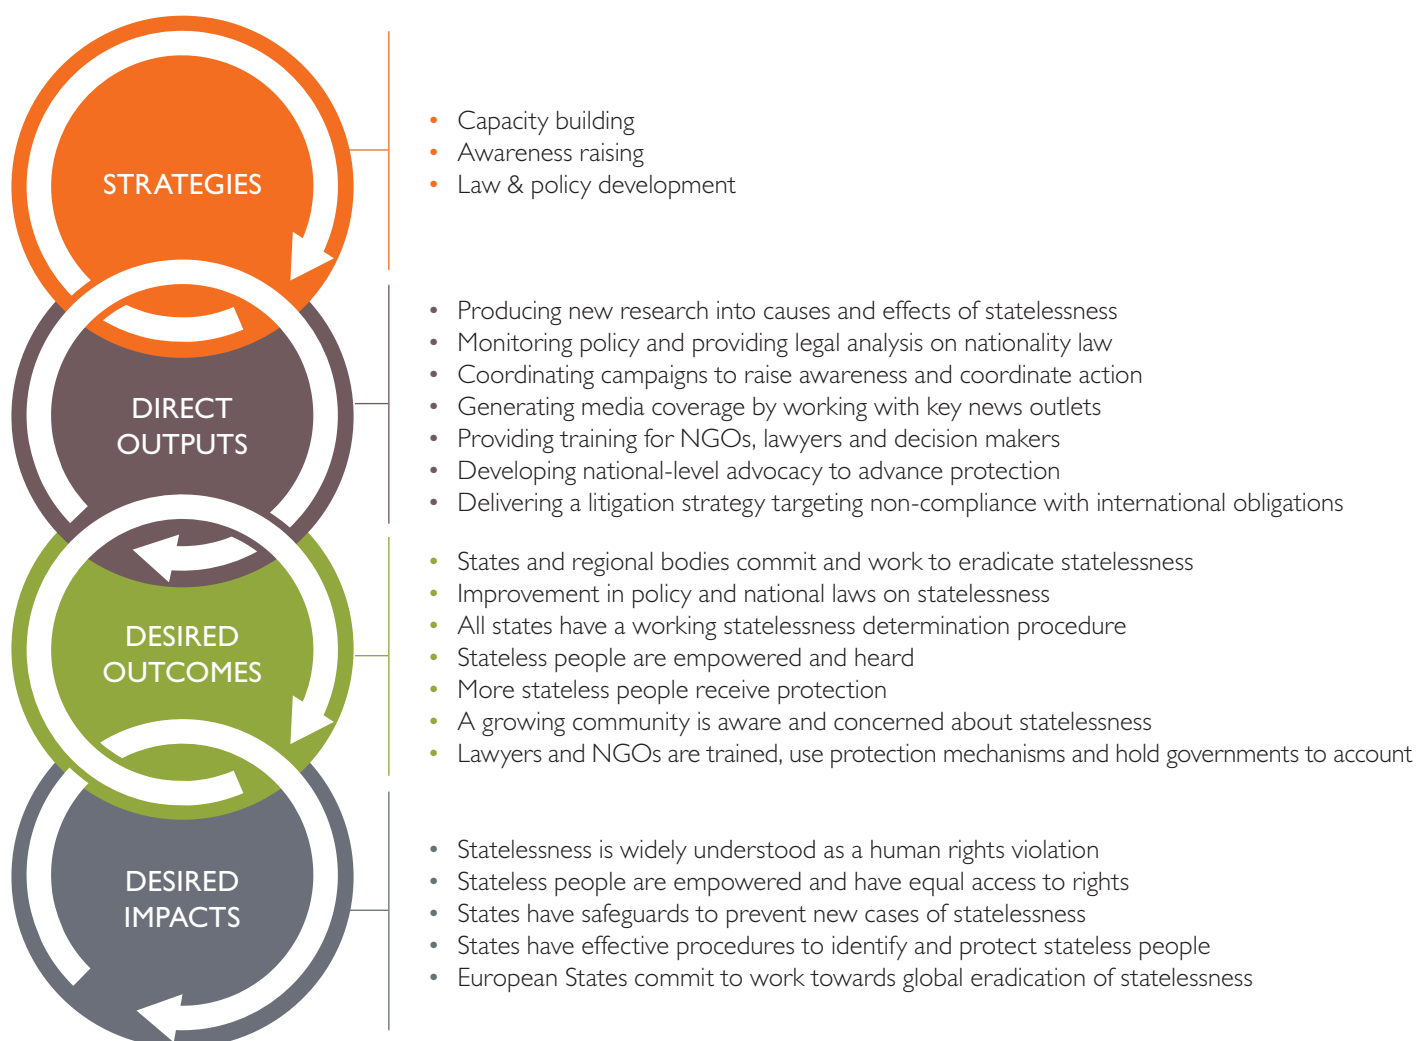 STRATEGIES
• Capacity building
• Awareness raising
• Law & policy development
DIRECT
OUTPUTS
• Producing new research into causes and effects of statelessness
• Monitoring policy and providing legal analysis on nationality law
• Coordinating campaigns to raise awareness and coordinate action
• Generating media coverage by working with key news outlets
• Providing training for NGOs, lawyers and decision makers
• Developing national-level advocacy to advance protection
• Delivering a litigation strategy targeting non-compliance with international obligations
DESIRED
OUTCOMES
• States and regional bodies commit and work to eradicate statelessness
• Improvement in policy and national laws on statelessness
• All states have a working statelessness determination procedure
• Stateless people are empowered and heard
• More stateless people receive protection
• A growing community is aware and concerned about statelessness
• Lawyers and NGOs are trained, use protection mechanisms and hold governments to account
DESIRED
IMPACTS
• Statelessness is widely understood as a human rights violation
• Stateless people are empowered and have equal access to rights
• States have safeguards to prevent new cases of statelessness
• States have effective procedures to identify and protect stateless people
• European States commit to work towards global eradication of statelessness